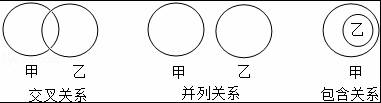 乙
甲 乙 甲 乙 甲
交叉关系 并列关系 包含关系